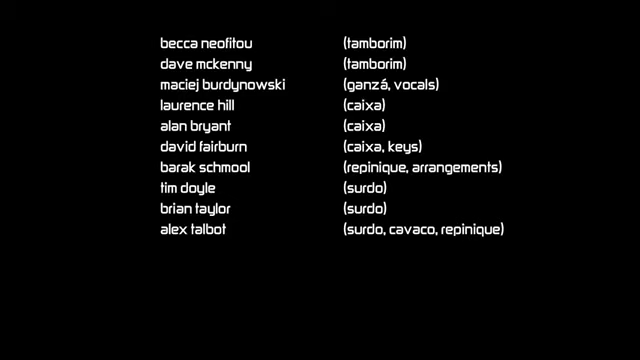 becca neofitou (tamborim)
dave mckenny (tamborim)
maciej burdynowski (ganzá, vocals)
laurence hill (caixa)
alan bryant (caixa)
david fairburn (caixa, keys)
barak schmool (repinique, arrangements)
tim doyle (surdo)
brian taylor (surdo)
alex talbot (surdo, cavaco, repinique)